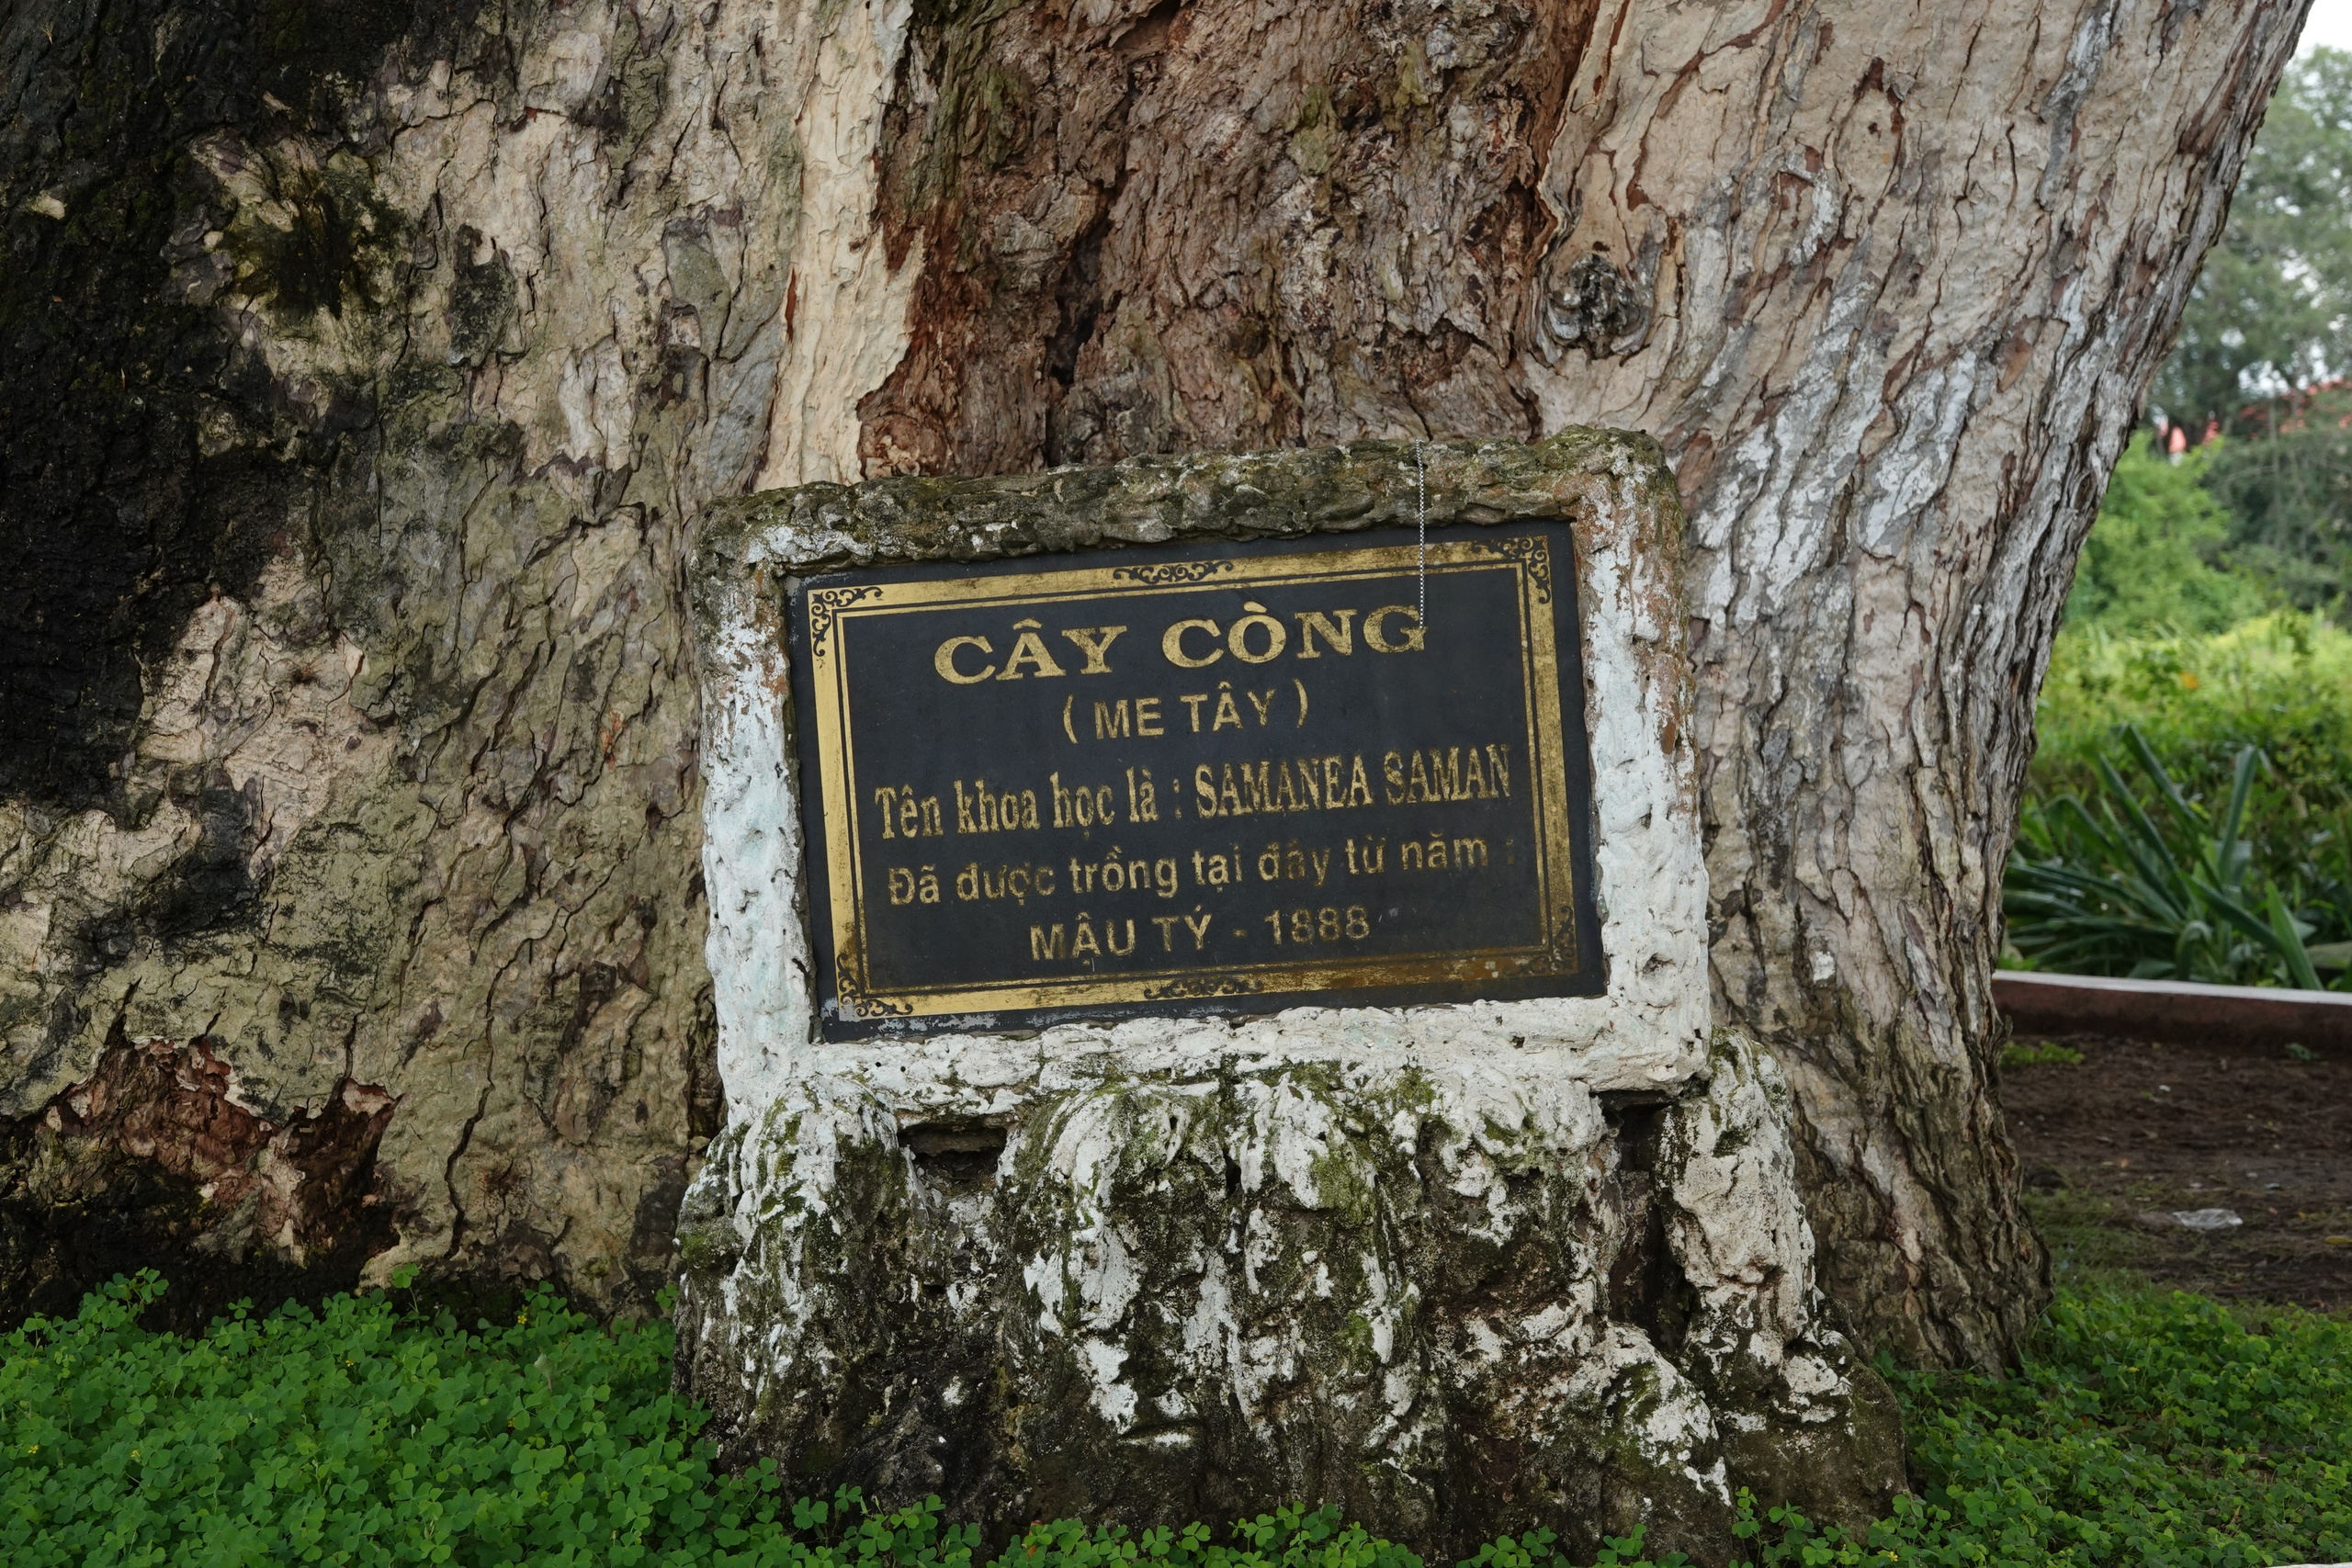 CÂY CÒNG
( ME TÂY )
Tên khoa học là : SAMANEA SAMAN
Đã được trồng tại đây từ năm :
MẬU TÝ - 1888